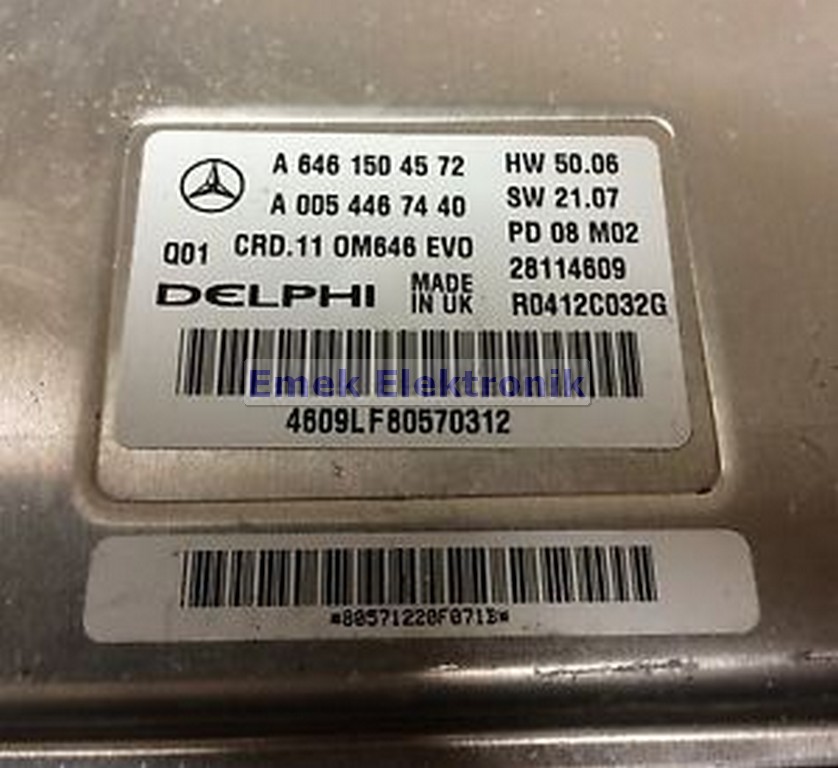 A 646 150 45 72 HW 50.06
A 005 446 74 40 SW 21.07
Q01 CRD.11 OM646 EVO PD 08 M02
28114609
DELPHI MADE IN UK R0412C032G
Emek Elektronik
4609LF80570312
*80571220F071B*